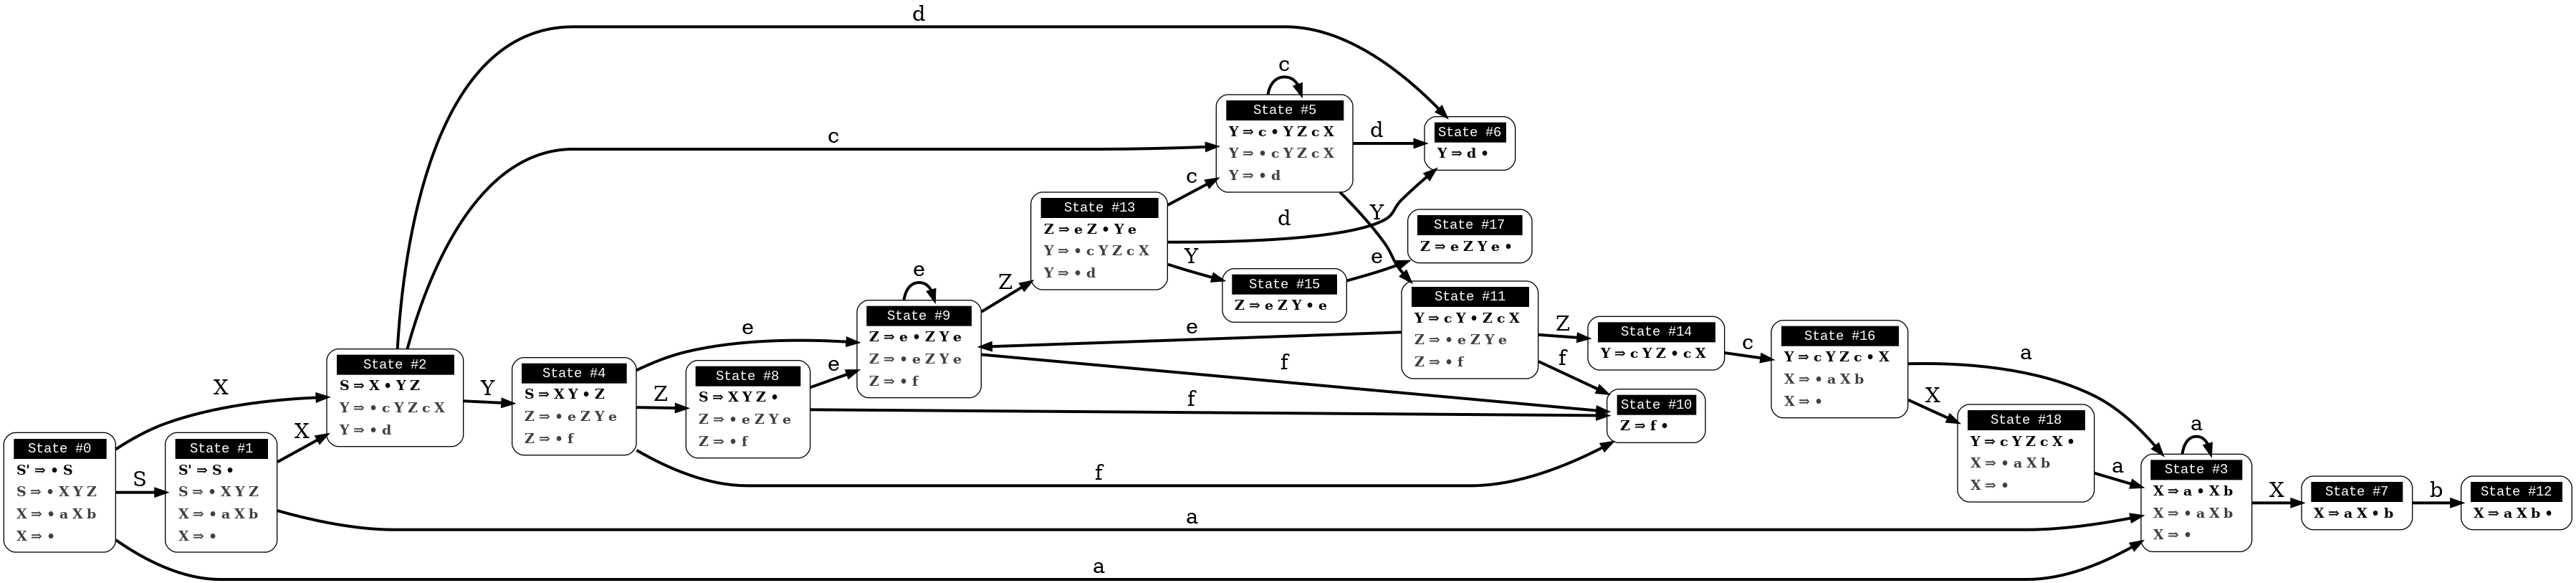 d
c
State #5
Y ⇒ c • Y Z c X
Y ⇒ • c Y Z c X
Y ⇒ • d
d
State #6
Y ⇒ d •
c
c
State #13
Z ⇒ e Z • Y e
Y ⇒ • c Y Z c X
Y ⇒ • d
d
Y
Y
State #17
Z ⇒ e Z Y e •
e
State #15
Z ⇒ e Z Y • e
e
Z
State #9
Z ⇒ e • Z Y e
Z ⇒ • e Z Y e
Z ⇒ • f
State #11
Y ⇒ c Y • Z c X
Z ⇒ • e Z Y e
Z ⇒ • f
e
Z
State #14
Y ⇒ c Y Z • c X
c
State #16
Y ⇒ c Y Z c • X
X ⇒ • a X b
X ⇒ •
a
e
f
f
State #2
S ⇒ X • Y Z
Y ⇒ • c Y Z c X
Y ⇒ • d
X
Y
State #4
S ⇒ X Y • Z
Z ⇒ • e Z Y e
Z ⇒ • f
Z
State #8
S ⇒ X Y Z •
Z ⇒ • e Z Y e
Z ⇒ • f
e
f
State #10
Z ⇒ f •
X
State #18
Y ⇒ c Y Z c X •
X ⇒ • a X b
X ⇒ •
a
a
State #0
S' ⇒ • S
S ⇒ • X Y Z
X ⇒ • a X b
X ⇒ •
S
State #1
S' ⇒ S •
S ⇒ • X Y Z
X ⇒ • a X b
X ⇒ •
X
f
a
State #3
X ⇒ a • X b
X ⇒ • a X b
X ⇒ •
X
State #7
X ⇒ a X • b
b
State #12
X ⇒ a X b •
a